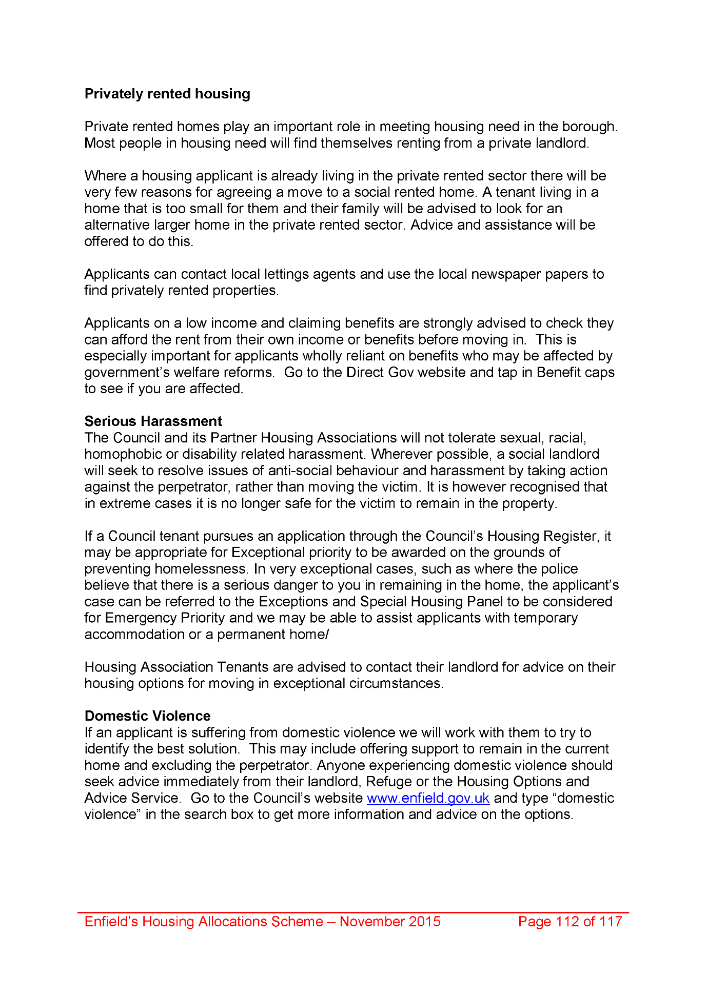 Privately rented housing
Private rented homes play an important role in meeting housing need in the borough.
Most people in housing need will find themselves renting from a private landlord.
Where a housing applicant is already living in the private rented sector there will be
very few reasons for agreeing a move to a social rented home. A tenant living in a
home that is too small for them and their family will be advised to look for an
alternative larger home in the private rented sector. Advice and assistance will be
offered to do this.
Applicants can contact local lettings agents and use the local newspaper papers to
find privately rented properties.
Applicants on a low income and claiming benefits are strongly advised to check they
can afford the rent from their own income or benefits before moving in.  This is
especially important for applicants wholly reliant on benefits who may be affected by
government’s welfare reforms.  Go to the Direct Gov website and tap in Benefit caps
to see if you are affected.
Serious Harassment
The Council and its Partner Housing Associations will not tolerate sexual, racial,
homophobic or disability related harassment. Wherever possible, a social landlord
will seek to resolve issues of anti-social behaviour and harassment by taking action
against the perpetrator, rather than moving the victim. It is however recognised that
in extreme cases it is no longer safe for the victim to remain in the property.
If a Council tenant pursues an application through the Council’s Housing Register, it
may be appropriate for Exceptional priority to be awarded on the grounds of
preventing homelessness. In very exceptional cases, such as where the police
believe that there is a serious danger to you in remaining in the home, the applicant’s
case can be referred to the Exceptions and Special Housing Panel to be considered
for Emergency Priority and we may be able to assist applicants with temporary
accommodation or a permanent home/
Housing Association Tenants are advised to contact their landlord for advice on their
housing options for moving in exceptional circumstances.
Domestic Violence
If an applicant is suffering from domestic violence we will work with them to try to
identify the best solution.  This may include offering support to remain in the current
home and excluding the perpetrator. Anyone experiencing domestic violence should
seek advice immediately from their landlord, Refuge or the Housing Options and
Advice Service.  Go to the Council’s website www.enfield.gov.uk and type “domestic
violence” in the search box to get more information and advice on the options.
Enfield’s Housing Allocations Scheme – November 2015 Page 112 of 117